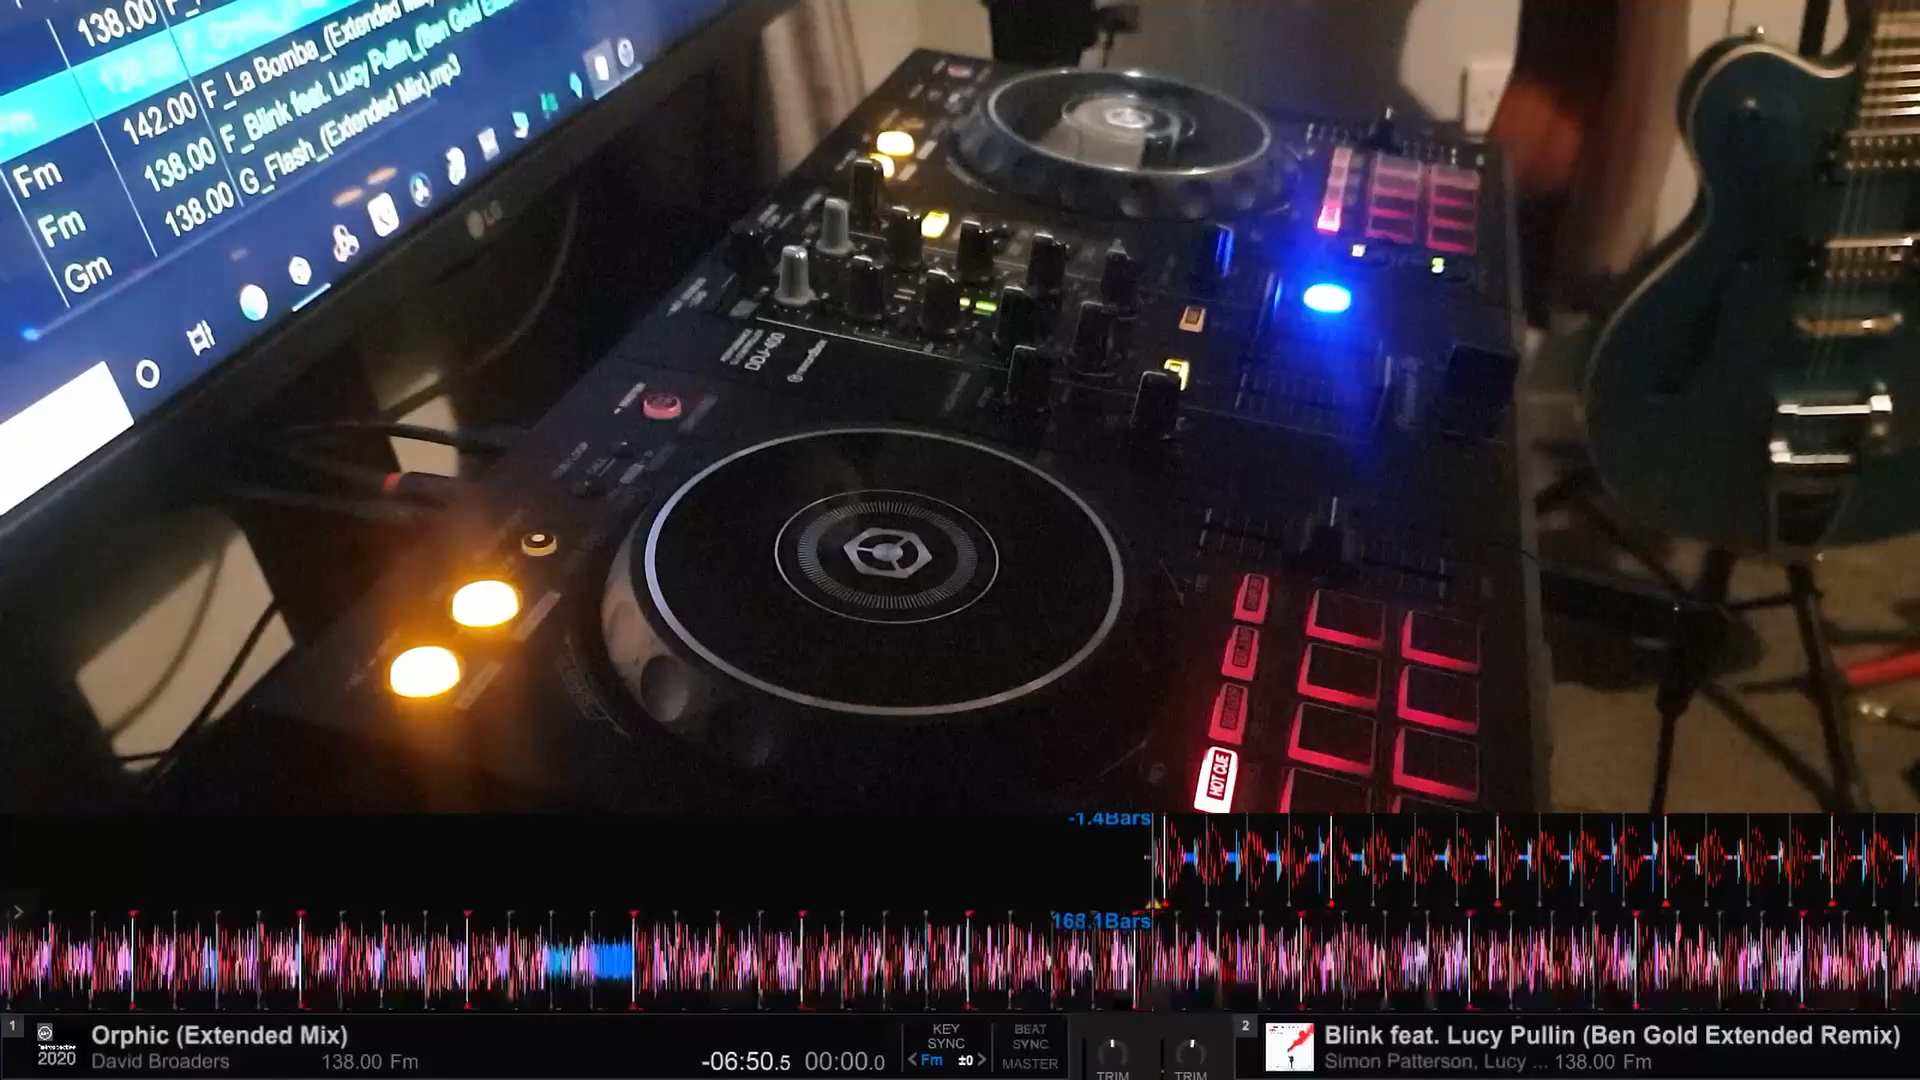 138.00
138.00
Fm
142.00 F_La Bomba_(Extended
Fm 138.00 F_Blink feat. Lucy Pullin_(Ben Gold
Gm 138.00 G_Flash_(Extended Mix).mp3
LG
DDJ-400
rekordbox
HOT CUE
-1.4Bars
168.1Bars
1
2020
Orphic (Extended Mix)
David Broaders 138.00 Fm
-06:50.5 00:00.0
KEY SYNC
< Fm ±0 >
BEAT SYNC
MASTER
TRIM TRIM
2
Blink feat. Lucy Pullin (Ben Gold Extended Remix)
Simon Patterson, Lucy ... 138.00 Fm